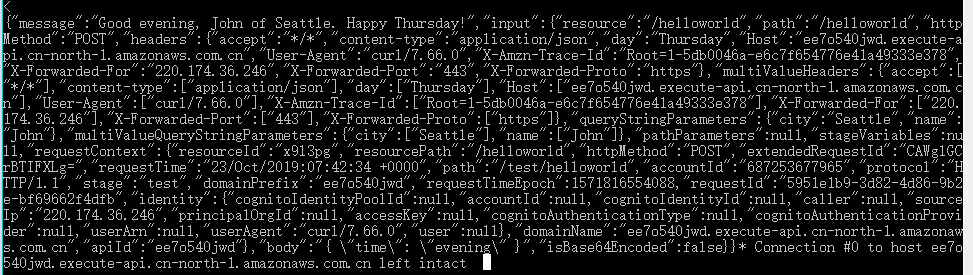 <
{"message":"Good evening, John of Seattle. Happy Thursday!","input":{"resource":"/helloworld","path":"/helloworld","http
Method":"POST","headers":{"accept":"*/*","content-type":"application/json","day":"Thursday","Host":"ee7o540jwd.execute-a
pi.cn-north-1.amazonaws.com.cn","User-Agent":"curl/7.66.0","X-Amzn-Trace-Id":"Root=1-5db0046a-e6c7f654776e41a49333e378",
"X-Forwarded-For":"220.174.36.246","X-Forwarded-Port":"443","X-Forwarded-Proto":"https"},"multiValueHeaders":{"accept":[
"*/*"],"content-type":["application/json"],"day":["Thursday"],"Host":["ee7o540jwd.execute-api.cn-north-1.amazonaws.com.c
n"],"User-Agent":["curl/7.66.0"],"X-Amzn-Trace-Id":["Root=1-5db0046a-e6c7f654776e41a49333e378"],"X-Forwarded-For":["220.
174.36.246"],"X-Forwarded-Port":["443"],"X-Forwarded-Proto":["https"]},"queryStringParameters":{"city":"Seattle","name":
"John"},"multiValueQueryStringParameters":{"city":["Seattle"],"name":["John"]},"pathParameters":null,"stageVariables":nu
ll,"requestContext":{"resourceId":"x913pg","resourcePath":"/helloworld","httpMethod":"POST","extendedRequestId":"CAWg1GC
rBTIFXLg=","requestTime":"23/Oct/2019:07:42:34 +0000","path":"/test/helloworld","accountId":"687253677965","protocol":"H
TTP/1.1","stage":"test","domainPrefix":"ee7o540jwd","requestTimeEpoch":1571816554088,"requestId":"5951e1b9-3d82-4d86-9b2
e-bf69662f4dfb","identity":{"cognitoIdentityPoolId":null,"accountId":null,"cognitoIdentityId":null,"caller":null,"source
Ip":"220.174.36.246","principalOrgId":null,"accessKey":null,"cognitoAuthenticationType":null,"cognitoAuthenticationProvi
der":null,"userArn":null,"userAgent":"curl/7.66.0","user":null},"domainName":"ee7o540jwd.execute-api.cn-north-1.amazonaw
s.com.cn","apiId":"ee7o540jwd"},"body":"{ \"time\": \"evening\" }","isBase64Encoded":false}}* Connection #0 to host ee7o
540jwd.execute-api.cn-north-1.amazonaws.com.cn left intact